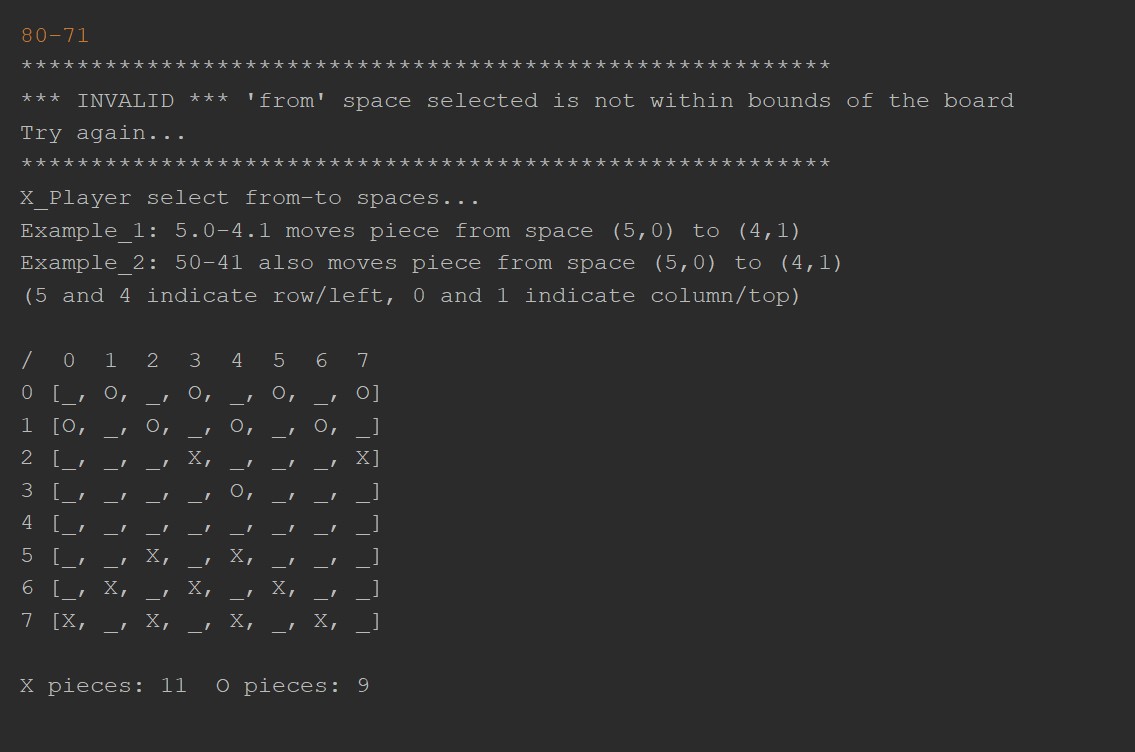 80-71
**********************************************************
*** INVALID *** 'from' space selected is not within bounds of the board
Try again...
**********************************************************
X_Player select from-to spaces...
Example_1: 5.0-4.1 moves piece from space (5,0) to (4,1)
Example_2: 50-41 also moves piece from space (5,0) to (4,1)
(5 and 4 indicate row/left, 0 and 1 indicate column/top)
/  0  1  2  3  4  5  6  7
0 [_, O, _, O, _, O, _, O]
1 [O, _, O, _, O, _, O, _]
2 [_, _, _, X, _, _, _, X]
3 [_, _, _, _, O, _, _, _]
4 [_, _, _, _, _, _, _, _]
5 [_, _, X, _, X, _, _, _]
6 [_, X, _, X, _, X, _, _]
7 [X, _, X, _, X, _, X, _]
X pieces: 11  O pieces: 9